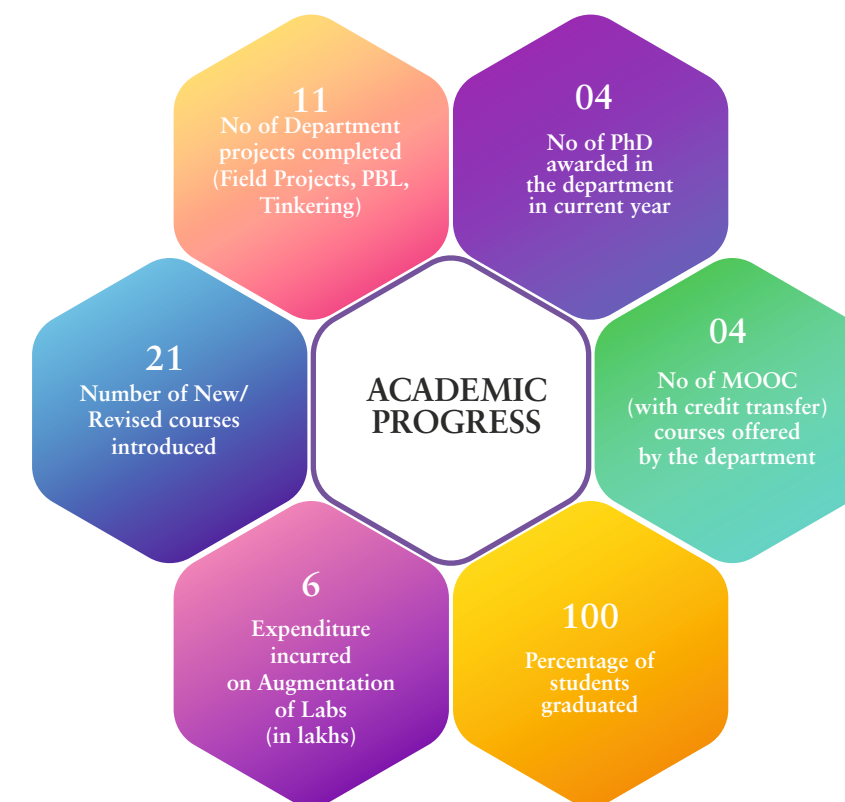 11
No of Department
projects completed
(Field Projects, PBL,
Tinkering)
04
No of PhD
awarded in
the department
in current year
21
Number of New/
Revised courses
introduced
ACADEMIC
PROGRESS
04
No of MOOC
(with credit transfer)
courses offered
by the department
6
Expenditure
incurred
on Augmentation
of Labs
(in lakhs)
100
Percentage of
students
graduated